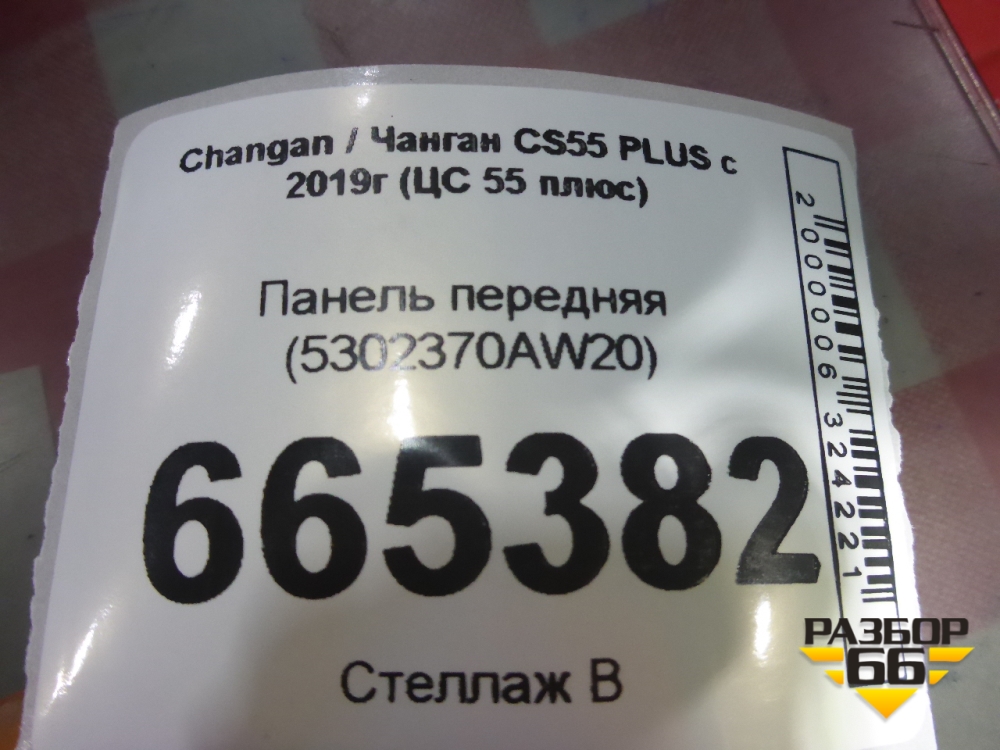 Changan / Чанган CS55 PLUS с
2019г (ЦС 55 плюс)
Панель передняя
(5302370AW20)
665382
Стеллаж В
2000006324221
РАЗБОР
66